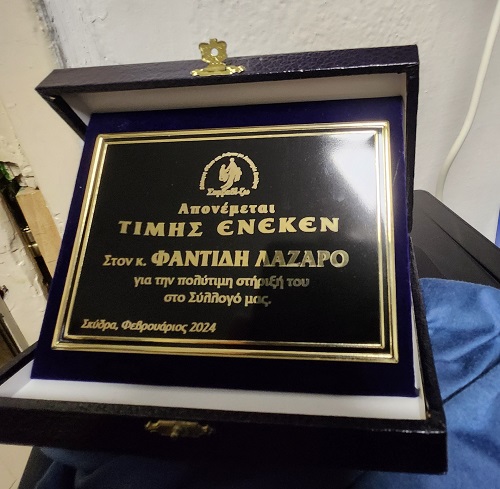 Απονέμεται
ΤΙΜΗΣ ΕΝΕΚΕΝ
Στον κ. ΦΑΝΤΙΔΗ ΛΑΖΑΡΟ
για την πολύτιμη στήριξή του
στο Σύλλογό μας.
Σκύδρα, Φεβρουάριος 2024